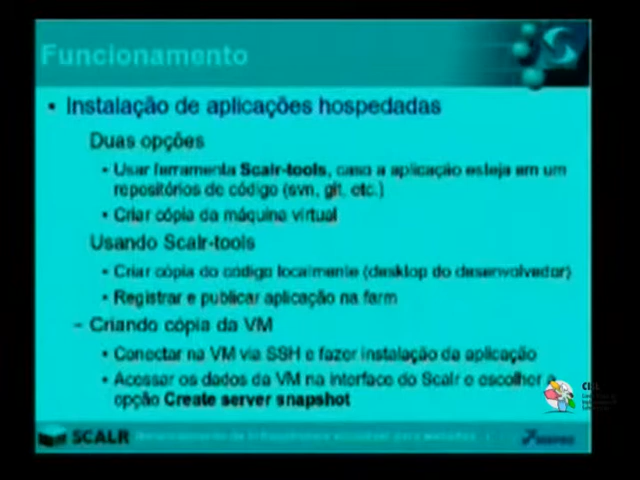 Funcionamento
• Instalação de aplicações hospedadas
Duas opções
• Usar ferramenta Scalr-tools, caso a aplicação esteja em um
repositórios de código (svn, git, etc.)
• Criar cópia da máquina virtual
Usando Scalr-tools
• Criar cópia do código localmente (desktop do desenvolvedor)
• Registrar e publicar aplicação na farm
– Criando cópia da VM
• Conectar na VM via SSH e fazer instalação da aplicação
• Acessar os dados da VM na interface do Scalr e escolher a
opção Create server snapshot
SCALR